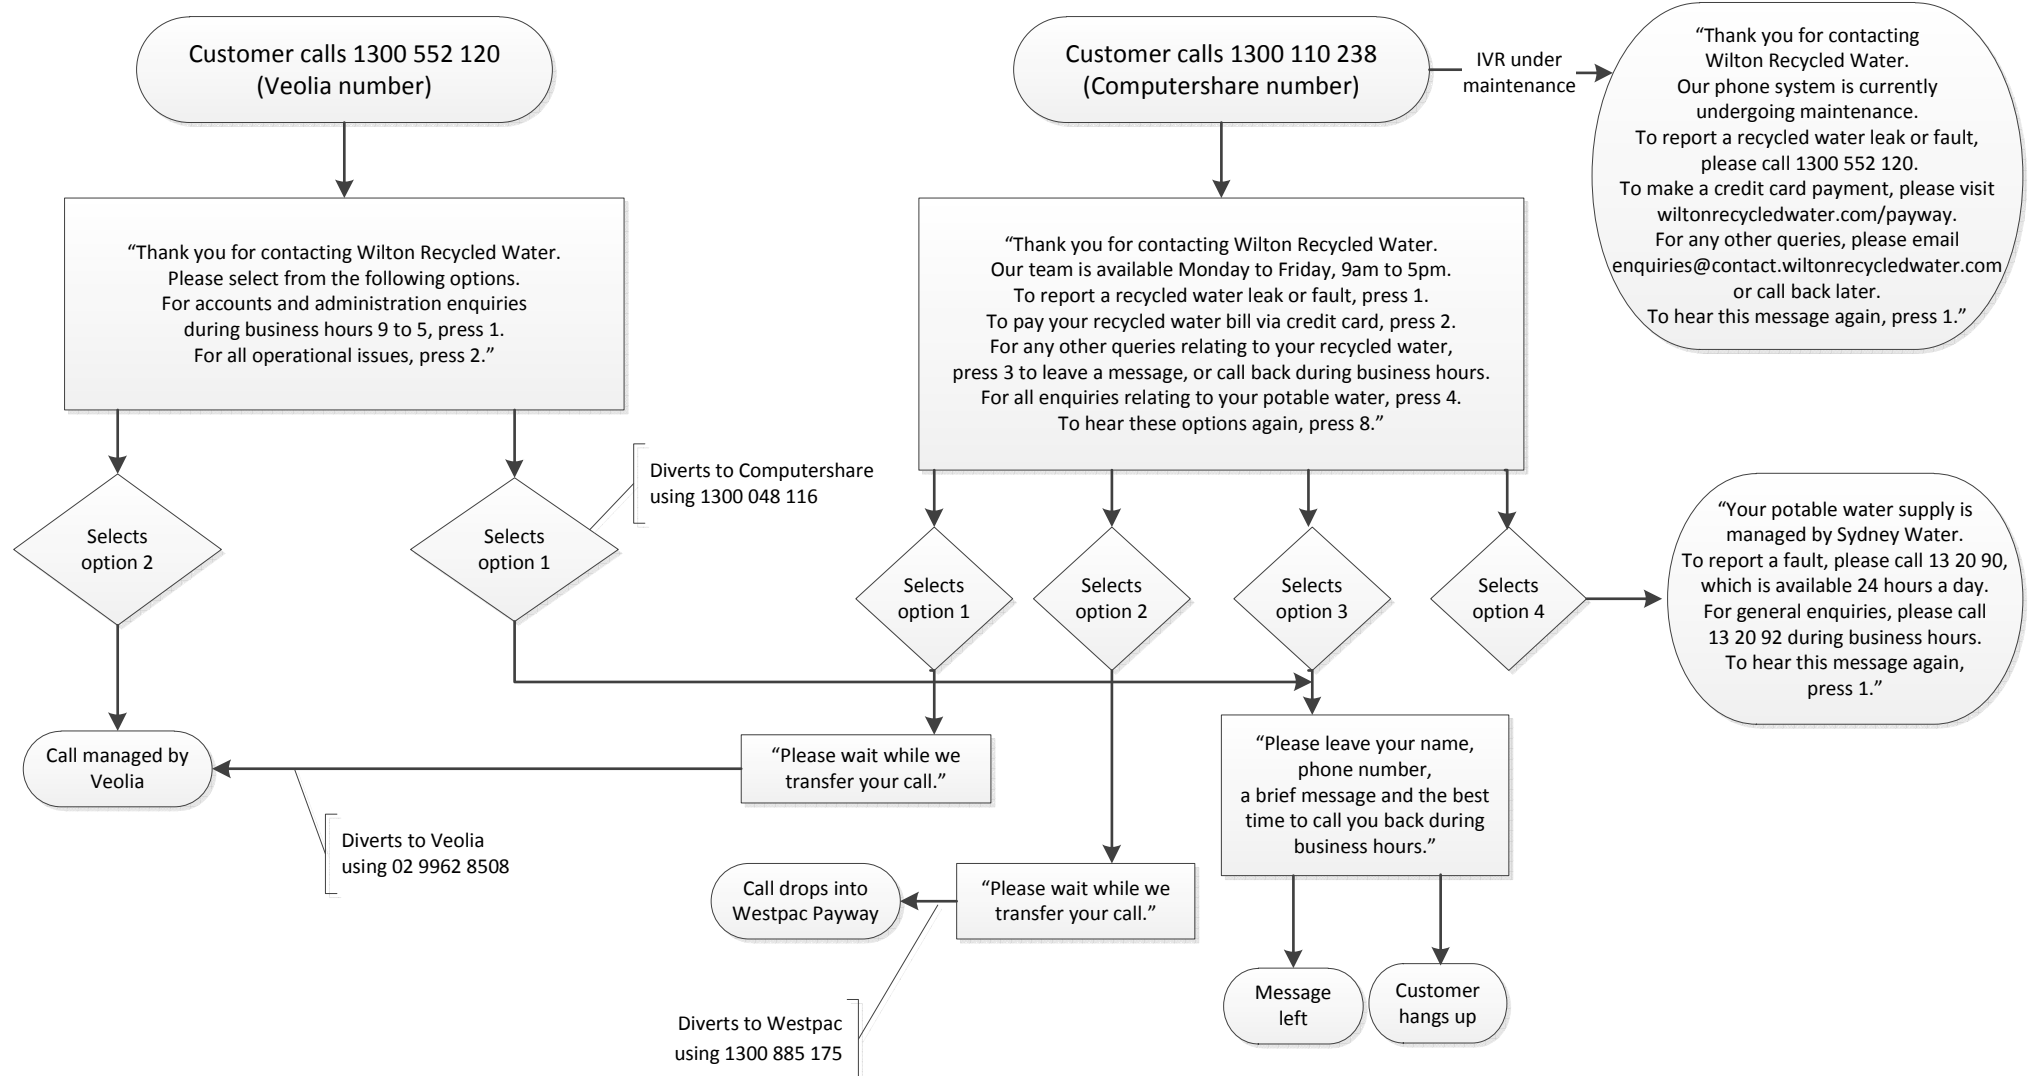 Customer calls 1300 552 120
(Veolia number)
Customer calls 1300 110 238
(Computershare number)
IVR under
maintenance
“Thank you for contacting
Wilton Recycled Water.
Our phone system is currently
undergoing maintenance.
To report a recycled water leak or fault,
please call 1300 552 120.
To make a credit card payment, please visit
wiltonrecycledwater.com/payway.
For any other queries, please email
enquiries@contact.wiltonrecycledwater.com
or call back later.
To hear this message again, press 1.”
“Thank you for contacting Wilton Recycled Water.
Please select from the following options.
For accounts and administration enquiries
during business hours 9 to 5, press 1.
For all operational issues, press 2.”
“Thank you for contacting Wilton Recycled Water.
Our team is available Monday to Friday, 9am to 5pm.
To report a recycled water leak or fault, press 1.
To pay your recycled water bill via credit card, press 2.
For any other queries relating to your recycled water,
press 3 to leave a message, or call back during business hours.
For all enquiries relating to your potable water, press 4.
To hear these options again, press 8.”
Diverts to Computershare
using 1300 048 116
Selects
option 2
Selects
option 1
Selects
option 1
Selects
option 2
Selects
option 3
Selects
option 4
“Your potable water supply is
managed by Sydney Water.
To report a fault, please call 13 20 90,
which is available 24 hours a day.
For general enquiries, please call
13 20 92 during business hours.
To hear this message again,
press 1.”
Call managed by
Veolia
“Please wait while we
transfer your call.”
“Please leave your name,
phone number,
a brief message and the best
time to call you back during
business hours.”
Diverts to Veolia
using 02 9962 8508
Call drops into
Westpac Payway
“Please wait while we
transfer your call.”
Message
left
Customer
hangs up
Diverts to Westpac
using 1300 885 175